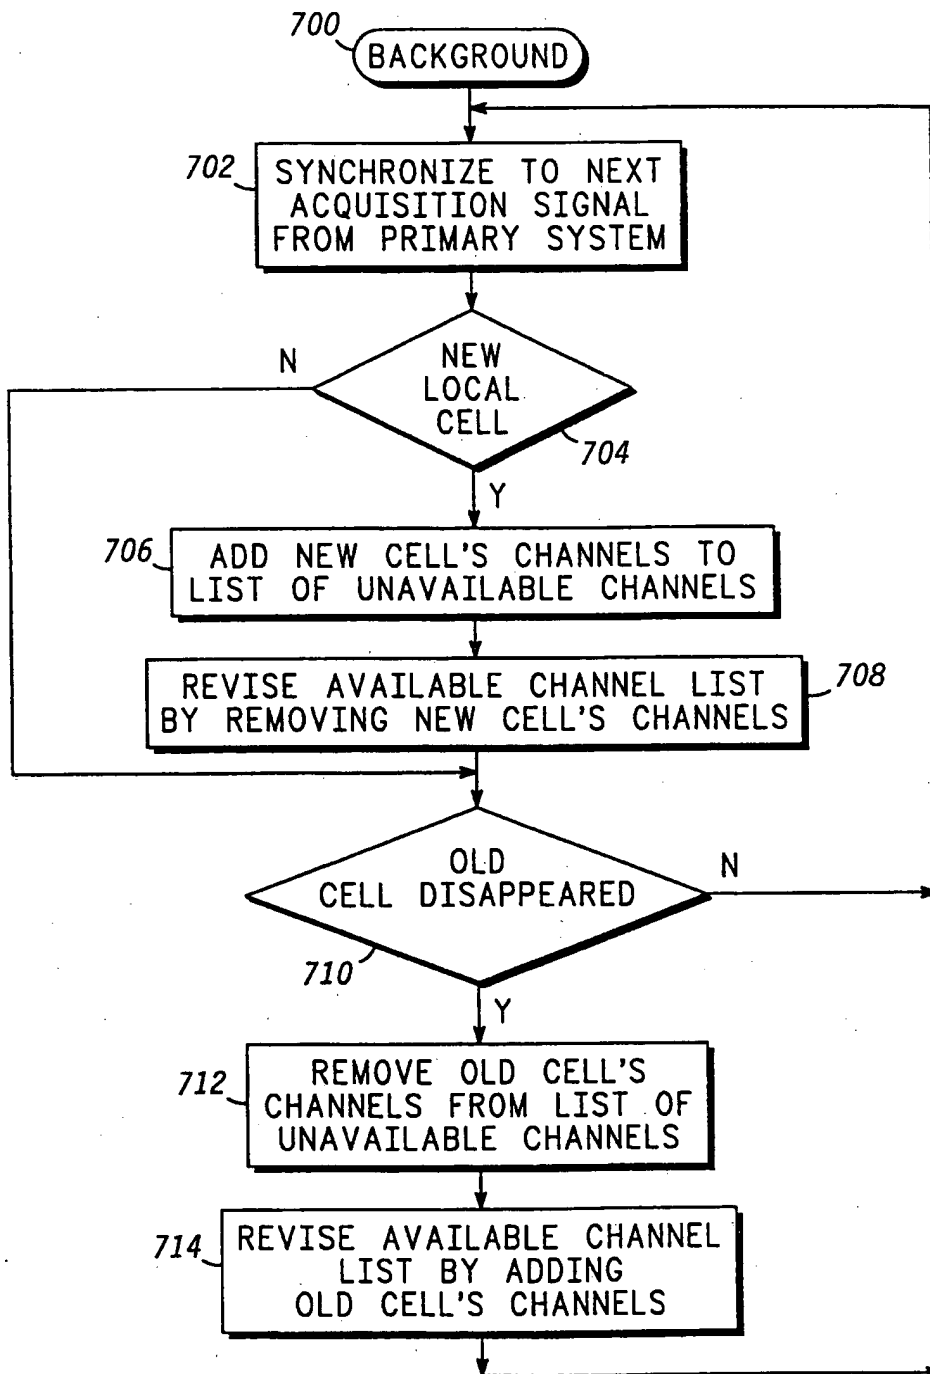 700
BACKGROUND
702
SYNCHRONIZE TO NEXT
ACQUISITION SIGNAL
FROM PRIMARY SYSTEM
N
NEW
LOCAL
CELL
704
Y
706
ADD NEW CELL'S CHANNELS TO
LIST OF UNAVAILABLE CHANNELS
REVISE AVAILABLE CHANNEL LIST
BY REMOVING NEW CELL'S CHANNELS
708
OLD
CELL DISAPPEARED
N
710
Y
712
REMOVE OLD CELL'S
CHANNELS FROM LIST OF
UNAVAILABLE CHANNELS
714
REVISE AVAILABLE CHANNEL
LIST BY ADDING
OLD CELL'S CHANNELS